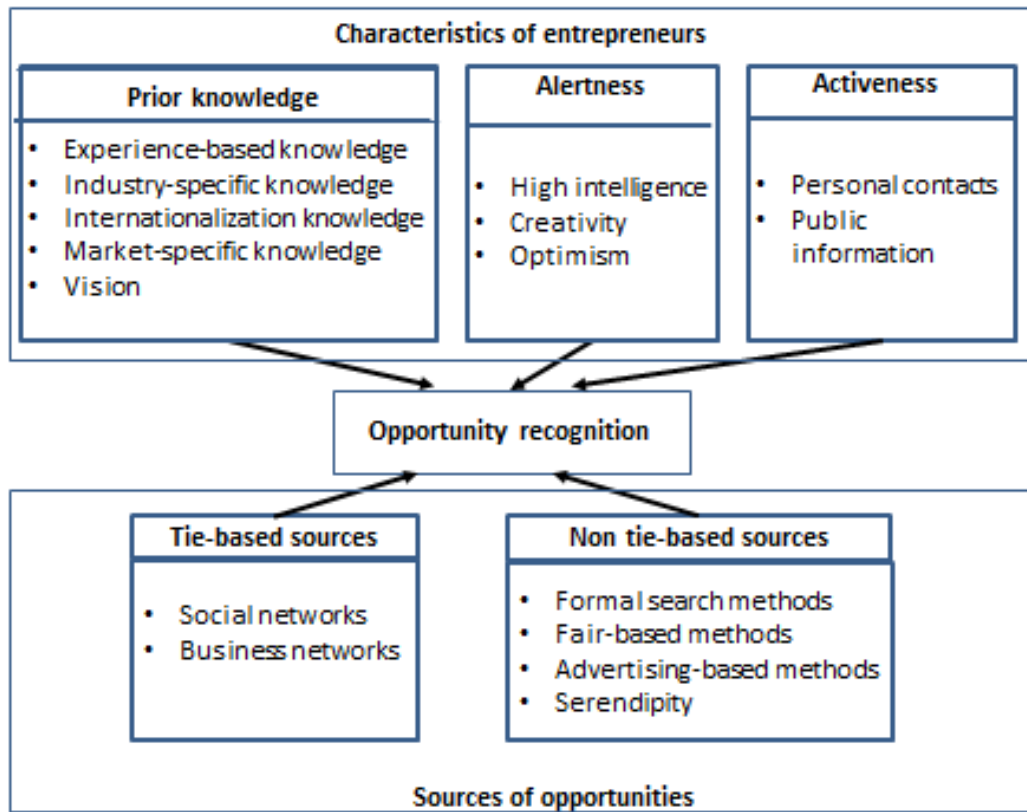 Characteristics of entrepreneurs
Prior knowledge
• Experience-based knowledge
• Industry-specific knowledge
• Internationalization knowledge
• Market-specific knowledge
• Vision
Alertness
• High intelligence
• Creativity
• Optimism
Activeness
• Personal contacts
• Public
information
Opportunity recognition
Tie-based sources
• Social networks
• Business networks
Non tie-based sources
• Formal search methods
• Fair-based methods
• Advertising-based methods
• Serendipity
Sources of opportunities